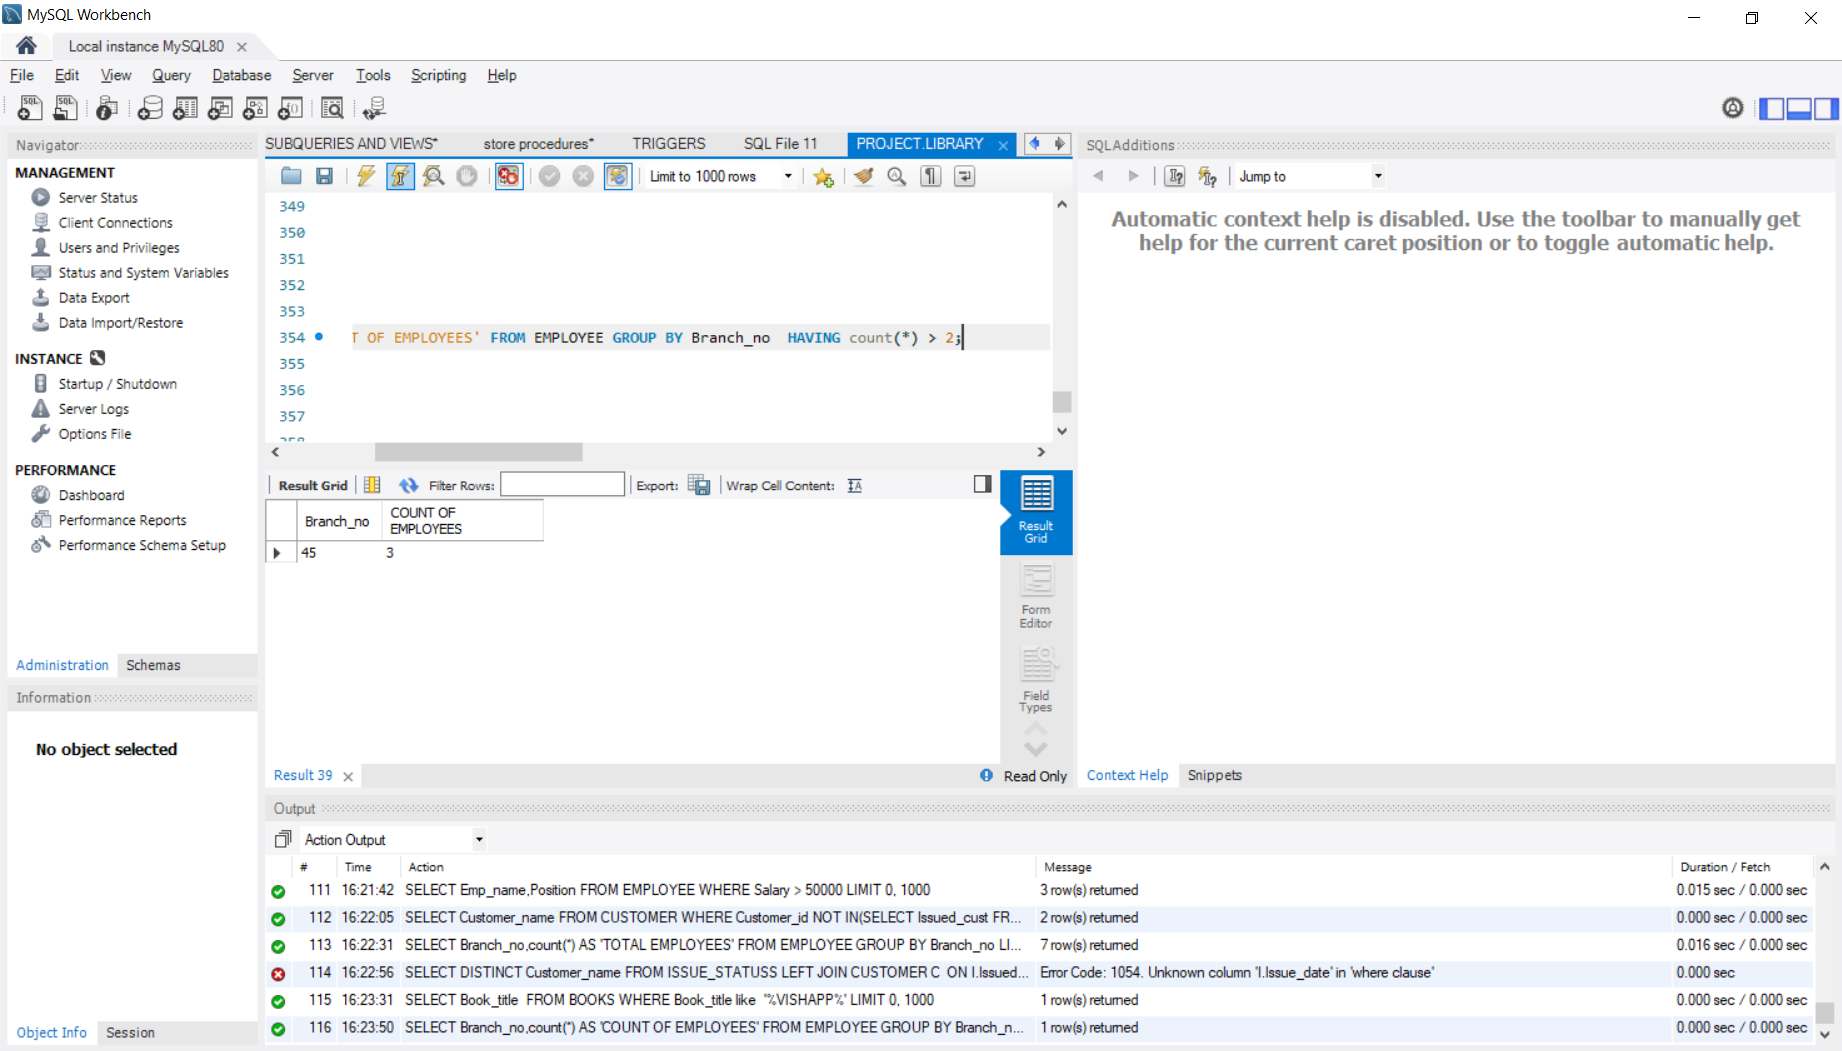 MySQL Workbench
Local instance MySQL80
File Edit View Query Database Server Tools Scripting Help
Navigator
MANAGEMENT
Server Status
Client Connections
Users and Privileges
Status and System Variables
Data Export
Data Import/Restore
INSTANCE
Startup / Shutdown
Server Logs
Options File
PERFORMANCE
Dashboard
Performance Reports
Performance Schema Setup
Administration Schemas
Information
No object selected
Object Info Session
SUBQUERIES AND VIEWS* store procedures* TRIGGERS SQL File 11 PROJECT.LIBRARY
Limit to 1000 rows
349
350
351
352
353
354 T OF EMPLOYEES' FROM EMPLOYEE GROUP BY Branch_no HAVING count(*) > 2;
355
356
357
358
Result Grid Filter Rows: Export: Wrap Cell Content:
Branch_no COUNT OF
EMPLOYEES
45 3
Result
Grid
Form
Editor
Field
Types
Result 39 Read Only
SQLAdditions
Jump to
Automatic context help is disabled. Use the toolbar to manually get
help for the current caret position or to toggle automatic help.
Context Help Snippets
Output
Action Output
# Time Action Message Duration / Fetch
111 16:21:42 SELECT Emp_name,Position FROM EMPLOYEE WHERE Salary > 50000 LIMIT 0, 1000 3 row(s) returned 0.015 sec / 0.000 sec
112 16:22:05 SELECT Customer_name FROM CUSTOMER WHERE Customer_id NOT IN(SELECT Issued_cust FR... 2 row(s) returned 0.000 sec / 0.000 sec
113 16:22:31 SELECT Branch_no,count(*) AS 'TOTAL EMPLOYEES' FROM EMPLOYEE GROUP BY Branch_no LI... 7 row(s) returned 0.016 sec / 0.000 sec
114 16:22:56 SELECT DISTINCT Customer_name FROM ISSUE_STATUSS LEFT JOIN CUSTOMER C ON I.Issued... Error Code: 1054. Unknown column 'I.Issue_date' in 'where clause' 0.000 sec
115 16:23:31 SELECT Book_title FROM BOOKS WHERE Book_title like '%VISHAPP%' LIMIT 0, 1000 1 row(s) returned 0.000 sec / 0.000 sec
116 16:23:50 SELECT Branch_no,count(*) AS 'COUNT OF EMPLOYEES' FROM EMPLOYEE GROUP BY Branch_n... 1 row(s) returned 0.000 sec / 0.000 sec